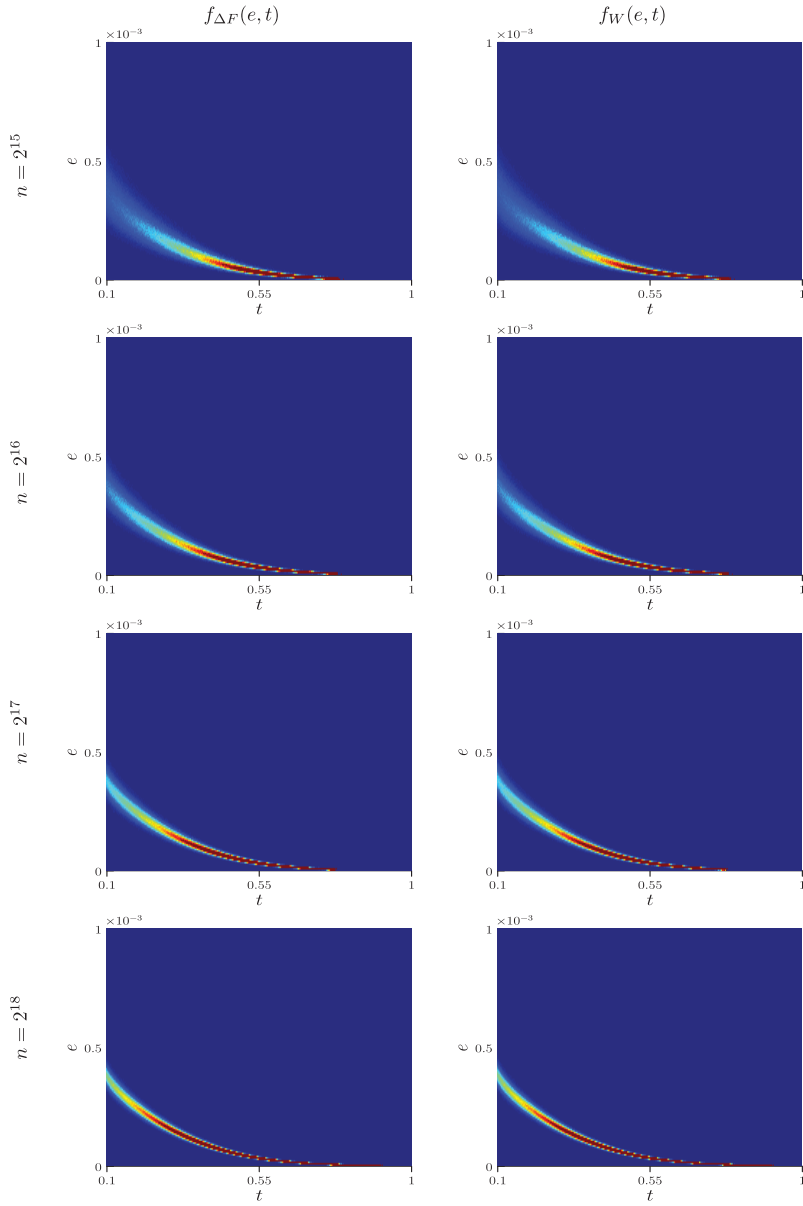 f_{ΔF}(e, t) f_W(e, t)
n = 2^{15}
×10^{−3} ×10^{−3}
1 1
e e
0.5 0.5
0 0
0.1 0.55 1 0.1 0.55 1
t t
n = 2^{16}
×10^{−3} ×10^{−3}
1 1
e e
0.5 0.5
0 0
0.1 0.55 1 0.1 0.55 1
t t
n = 2^{17}
×10^{−3} ×10^{−3}
1 1
e e
0.5 0.5
0 0
0.1 0.55 1 0.1 0.55 1
t t
n = 2^{18}
×10^{−3} ×10^{−3}
1 1
e e
0.5 0.5
0 0
0.1 0.55 1 0.1 0.55 1
t t